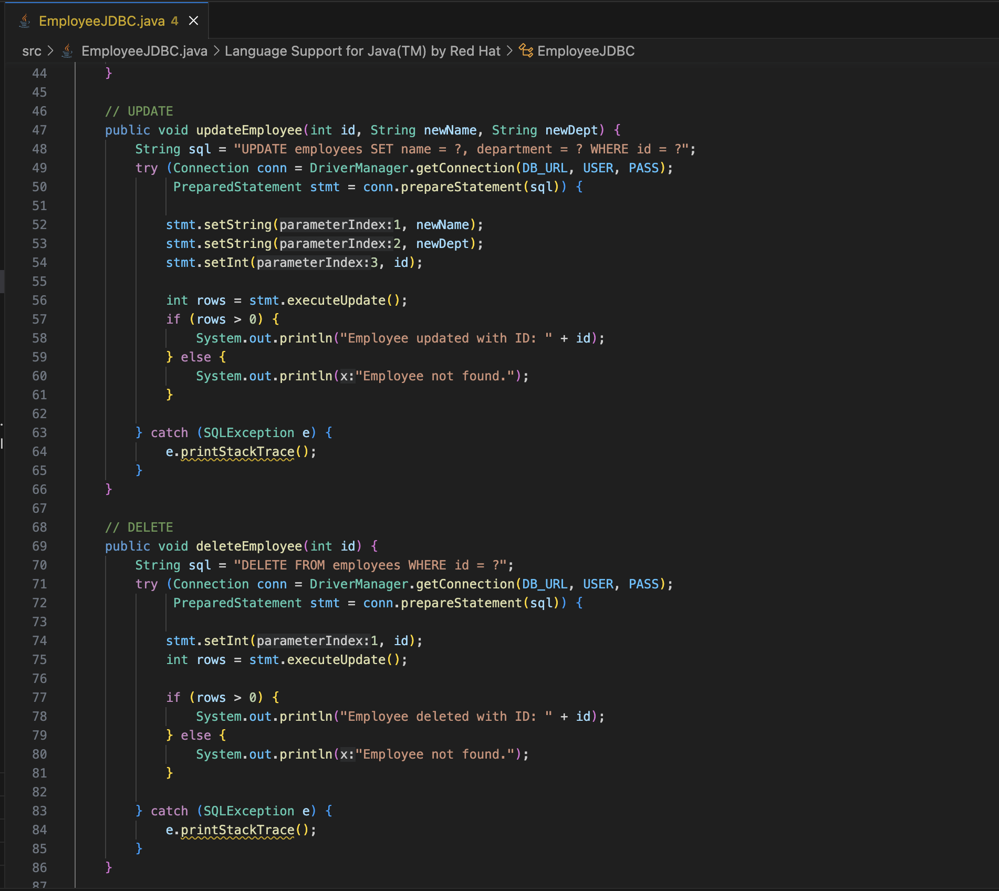 EmployeeJDBC.java 4
src > EmployeeJDBC.java > Language Support for Java(TM) by Red Hat > EmployeeJDBC
44 }
45
46 // UPDATE
47 public void updateEmployee(int id, String newName, String newDept) {
48 String sql = "UPDATE employees SET name = ?, department = ? WHERE id = ?";
49 try (Connection conn = DriverManager.getConnection(DB_URL, USER, PASS);
50 PreparedStatement stmt = conn.prepareStatement(sql)) {
51
52 stmt.setString(parameterIndex:1, newName);
53 stmt.setString(parameterIndex:2, newDept);
54 stmt.setInt(parameterIndex:3, id);
55
56 int rows = stmt.executeUpdate();
57 if (rows > 0) {
58 System.out.println("Employee updated with ID: " + id);
59 } else {
60 System.out.println(x:"Employee not found.");
61 }
62
63 } catch (SQLException e) {
64 e.printStackTrace();
65 }
66 }
67
68 // DELETE
69 public void deleteEmployee(int id) {
70 String sql = "DELETE FROM employees WHERE id = ?";
71 try (Connection conn = DriverManager.getConnection(DB_URL, USER, PASS);
72 PreparedStatement stmt = conn.prepareStatement(sql)) {
73
74 stmt.setInt(parameterIndex:1, id);
75 int rows = stmt.executeUpdate();
76
77 if (rows > 0) {
78 System.out.println("Employee deleted with ID: " + id);
79 } else {
80 System.out.println(x:"Employee not found.");
81 }
82
83 } catch (SQLException e) {
84 e.printStackTrace();
85 }
86 }
87